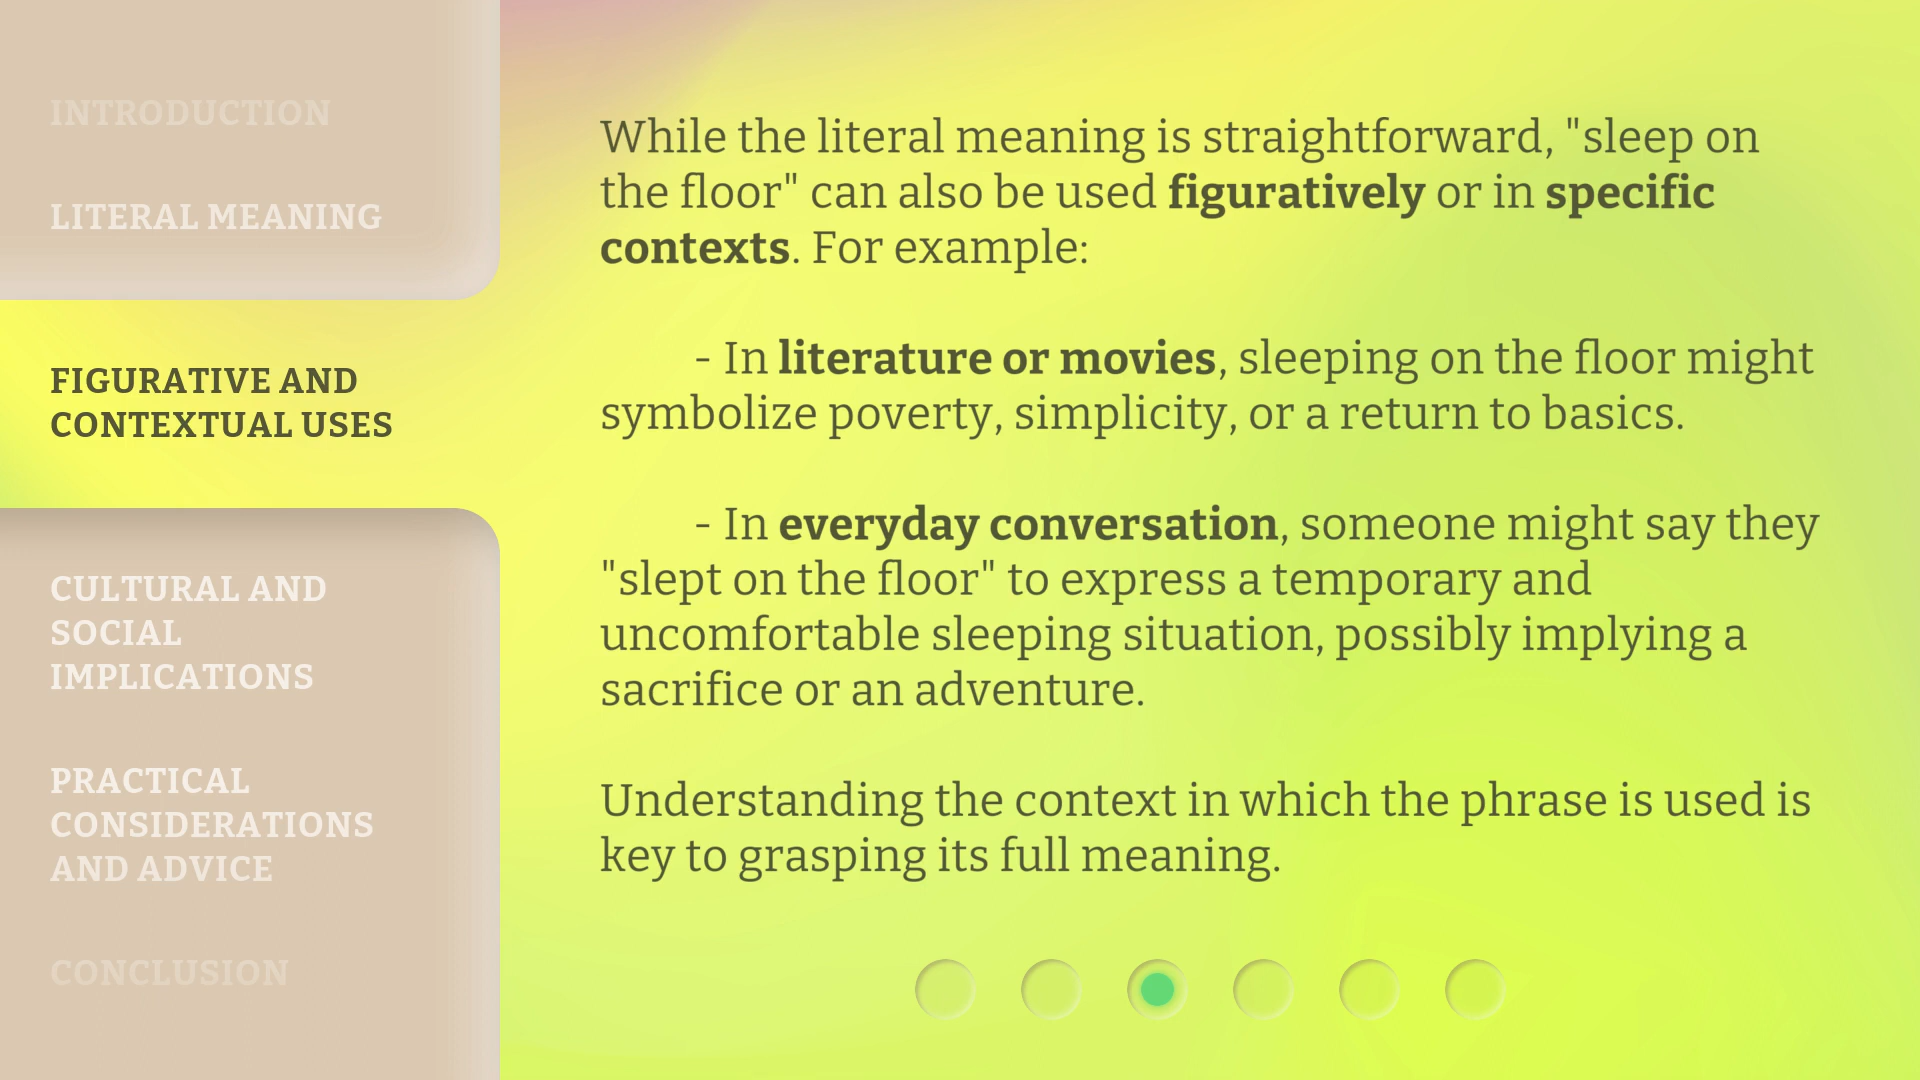 INTRODUCTION
LITERAL MEANING
FIGURATIVE AND
CONTEXTUAL USES
CULTURAL AND
SOCIAL
IMPLICATIONS
PRACTICAL
CONSIDERATIONS
AND ADVICE
CONCLUSION
While the literal meaning is straightforward, "sleep on
the floor" can also be used figuratively or in specific
contexts. For example:
- In literature or movies, sleeping on the floor might
symbolize poverty, simplicity, or a return to basics.
- In everyday conversation, someone might say they
"slept on the floor" to express a temporary and
uncomfortable sleeping situation, possibly implying a
sacrifice or an adventure.
Understanding the context in which the phrase is used is
key to grasping its full meaning.